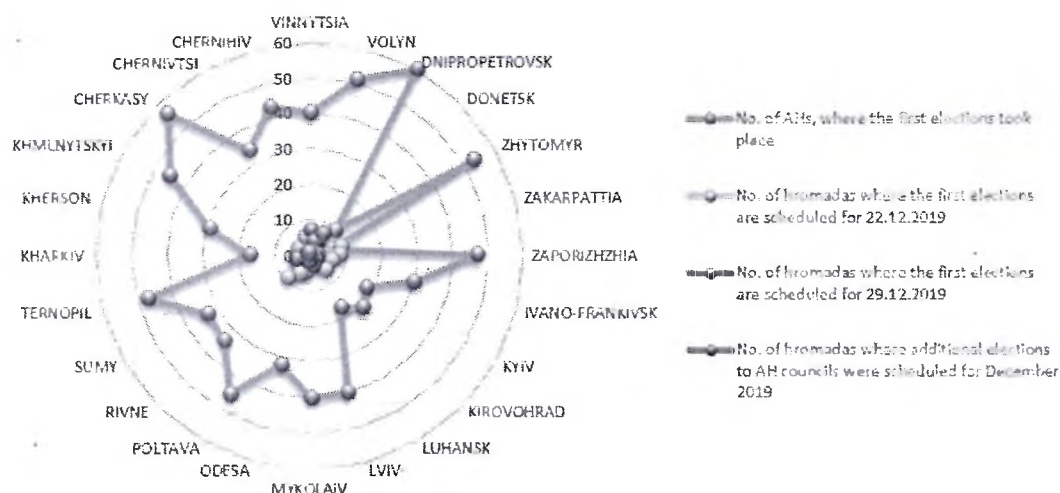 VINNYTSIA
VOLYN
DNIPROPETROVSK
DONETSK
ZHYTOMYR
ZAKARPATTIA
ZAPORIZHZHIA
IVANO-FRANKIVSK
KYIV
KIROVOHRAD
LUHANSK
LVIV
MYKOLAIV
ODESA
POLTAVA
RIVNE
SUMY
TERNOPIL
KHARKIV
KHERSON
KHMLNYTSKYI
CHERKASY
CHERNIVTSI
CHERNIHIV
60
50
40
30
20
10
0
No. of AHs, where the first elections took
place
No. of hromadas where the first elections
are scheduled for 22.12.2019
No. of hromadas where the first elections
are scheduled for 29.12.2019
No. of hromadas where additional elections
to AH councils were scheduled for December
2019